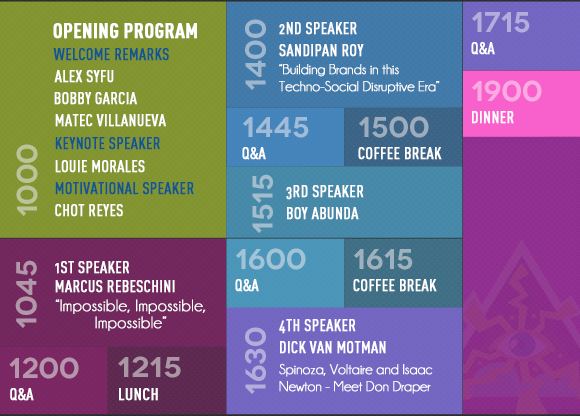 1000
OPENING PROGRAM
WELCOME REMARKS
ALEX SYFU
BOBBY GARCIA
MATEC VILLANUEVA
KEYNOTE SPEAKER
LOUIE MORALES
MOTIVATIONAL SPEAKER
CHOT REYES
1045
1ST SPEAKER
MARCUS REBESCHINI
“Impossible, Impossible,
Impossible”
1200
Q&A
1215
LUNCH
1400
2ND SPEAKER
SANDIPAN ROY
“Building Brands in this
Techno-Social Disruptive Era”
1445
Q&A
1500
COFFEE BREAK
1515
3RD SPEAKER
BOY ABUNDA
1600
Q&A
1615
COFFEE BREAK
1630
4TH SPEAKER
DICK VAN MOTMAN
Spinoza, Voltaire and Isaac
Newton - Meet Don Draper
1715
Q&A
1900
DINNER